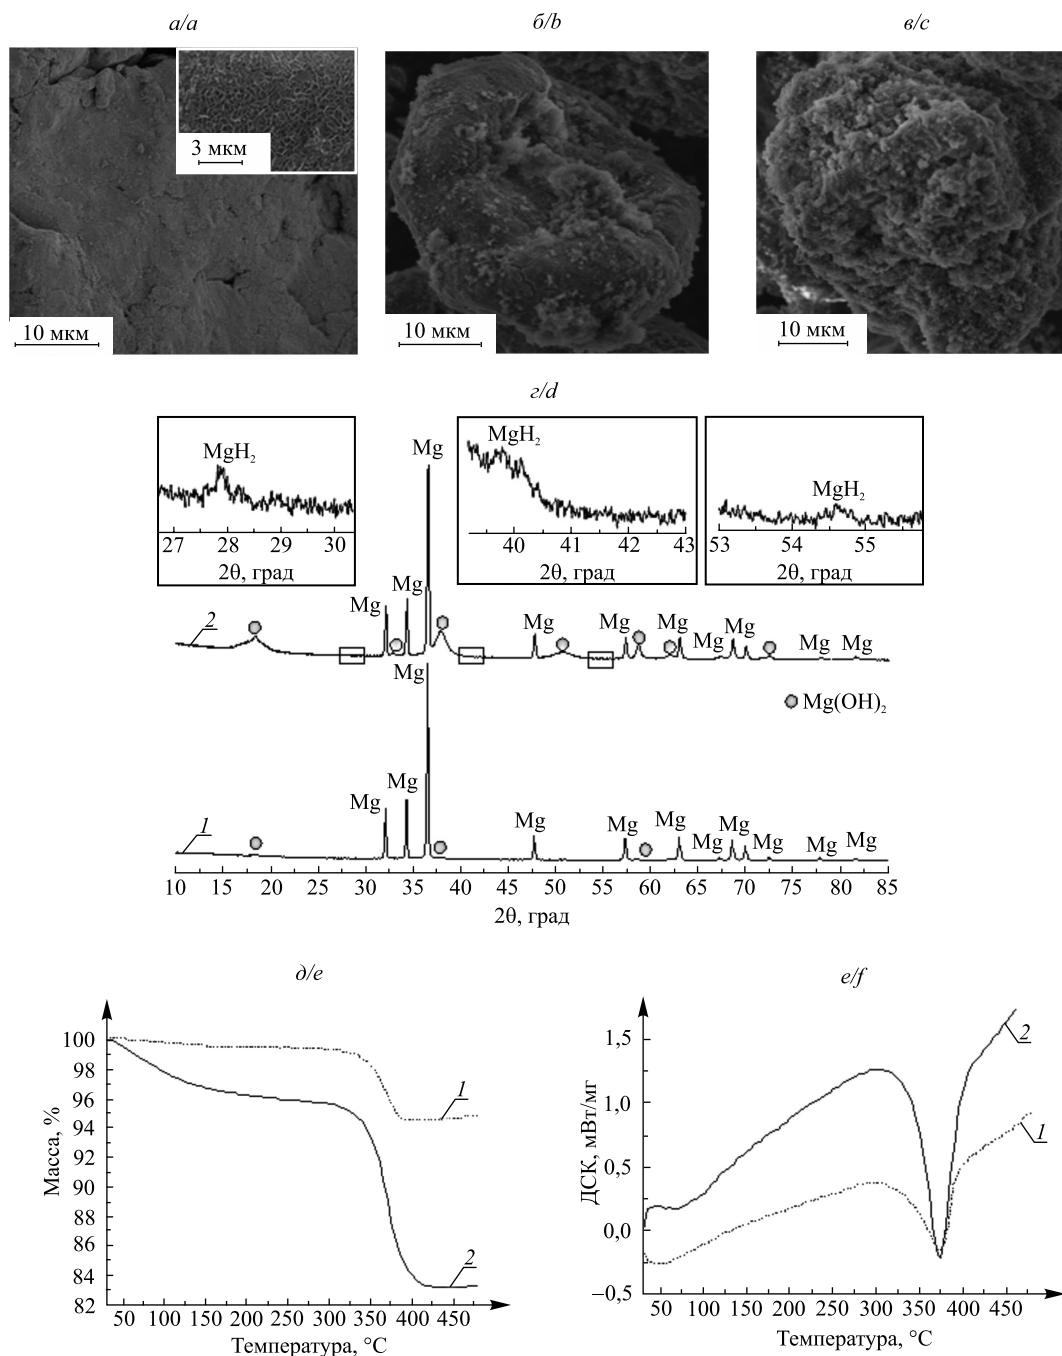 а/a
б/b
в/c
3 мкм
10 мкм
10 мкм
10 мкм
г/d
MgH₂
27 28 29 30
2θ, град
Mg
MgH₂
40 41 42 43
2θ, град
MgH₂
53 54 55
2θ, град
2
Mg Mg
Mg Mg Mg Mg Mg Mg Mg
Mg
Mg(OH)₂
1
Mg Mg
Mg Mg Mg Mg Mg Mg Mg Mg
10 15 20 25 30 35 40 45 50 55 60 65 70 75 80 85
2θ, град
д/e
100
98
96
94
92
90
88
86
84
82
Масса, %
1
2
50 100 150 200 250 300 350 400 450
Температура, °C
е/f
1,5
1,0
0,5
0,0
–0,5
ДСК, мВт/мг
2
1
50 100 150 200 250 300 350 400 450
Температура, °C